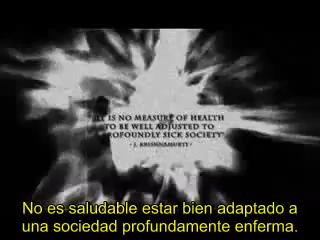 "IT IS NO MEASURE OF HEALTH
TO BE WELL ADJUSTED TO
PROFOUNDLY SICK SOCIETY"
- J. KRISHNAMURTI -
No es saludable estar bien adaptado a
una sociedad profundamente enferma.